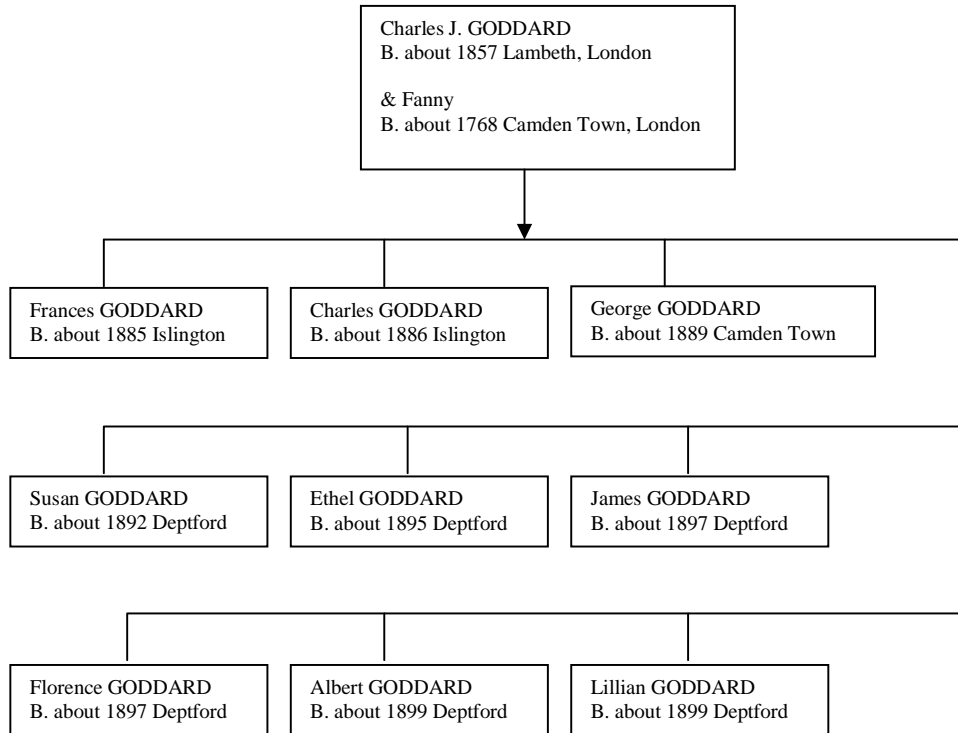 Charles J. GODDARD
B. about 1857 Lambeth, London
& Fanny
B. about 1768 Camden Town, London
Frances GODDARD
B. about 1885 Islington
Charles GODDARD
B. about 1886 Islington
George GODDARD
B. about 1889 Camden Town
Susan GODDARD
B. about 1892 Deptford
Ethel GODDARD
B. about 1895 Deptford
James GODDARD
B. about 1897 Deptford
Florence GODDARD
B. about 1897 Deptford
Albert GODDARD
B. about 1899 Deptford
Lillian GODDARD
B. about 1899 Deptford